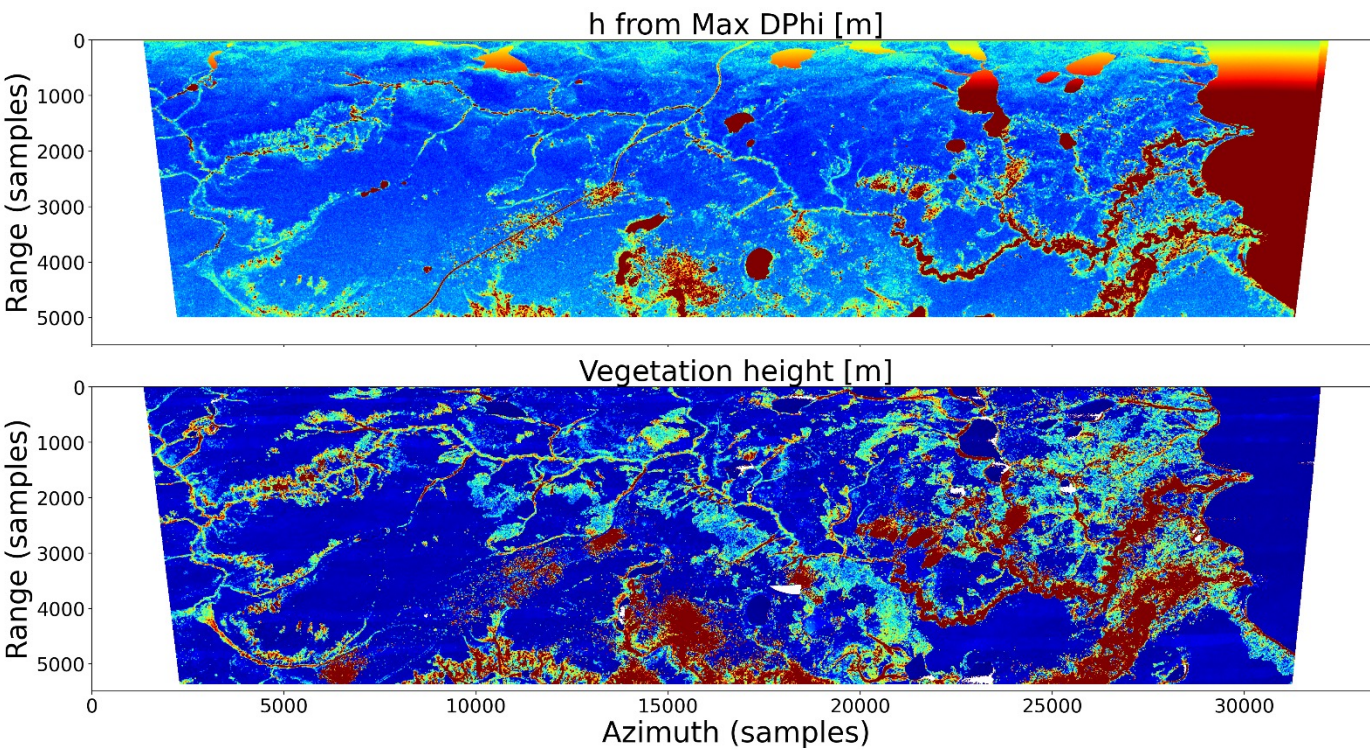 h from Max DPhi [m]
0
1000
2000
3000
4000
5000
Range (samples)
Vegetation height [m]
0
1000
2000
3000
4000
5000
Range (samples)
0 5000 10000 15000 20000 25000 30000
Azimuth (samples)